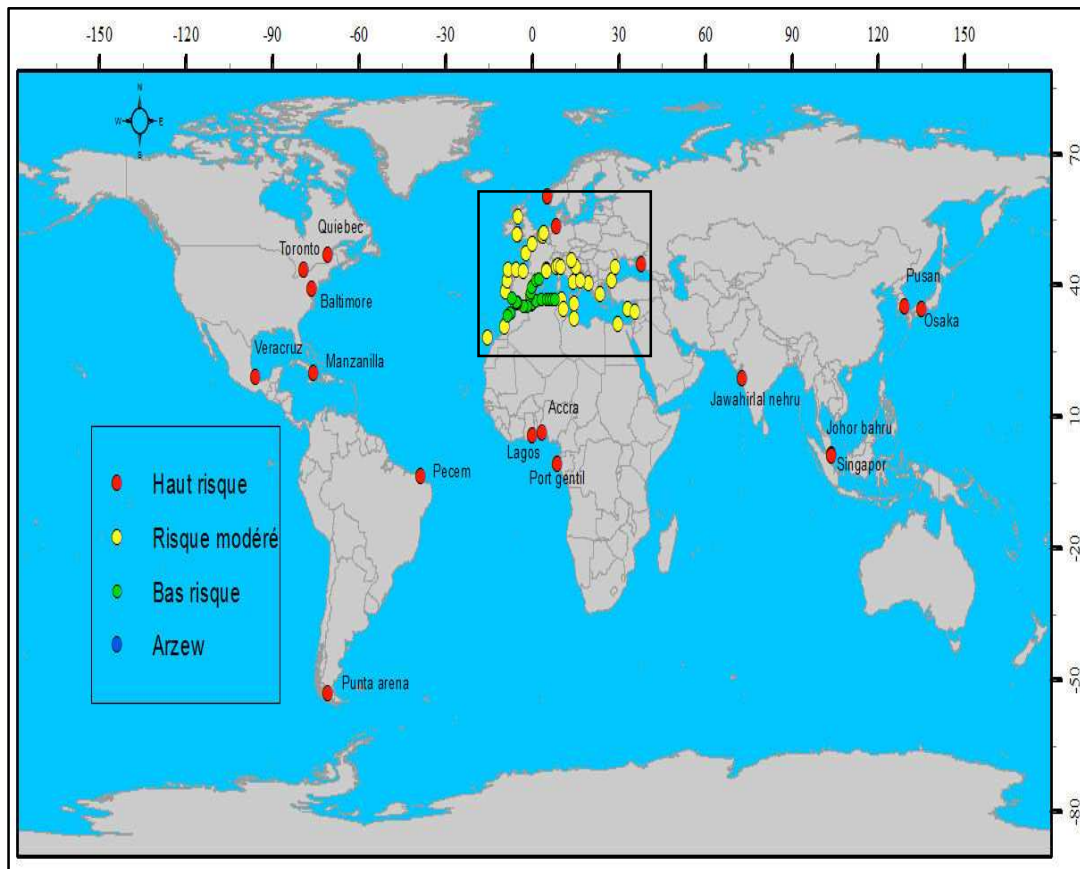 -150 -120 -90 -60 -30 0 30 60 90 120 150
N
W E
S
70
Quiebec
Toronto
Pusan
40
Baltimore
Osaka
Veracruz
Manzanilla
Jawahirlal nehru
Accra
10
Johor bahru
Lagos
Singapor
Port gentil
Pecem
Haut risque
Risque modéré
-20
Bas risque
Arzew
Punta arena
-50
-80